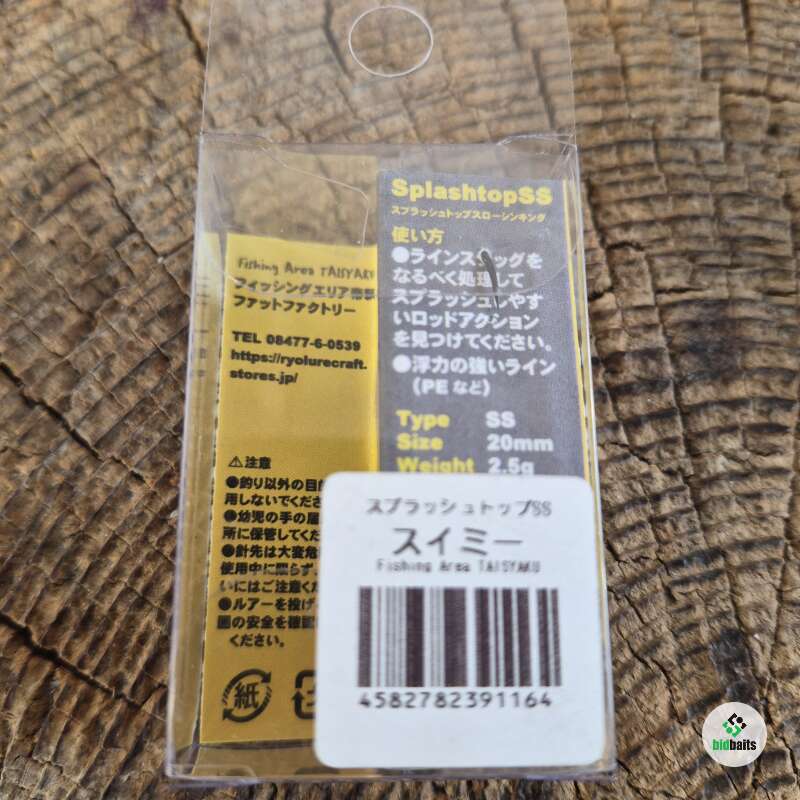 SplashtopSS
スプラッシュトップスローシンキング
使い方
●ラインスラッグを
なるべく処理して
スプラッシュしやす
いロッドアクション
を見つけてください。
●浮力の強いライン
(PE など)
Type SS
Size 20mm
Weight 2.5g
Fishing Area TAISYAKU
フィッシングエリア帝釈
ファットファクトリー
TEL 08477-6-0539
https://ryolurecraft.
stores.jp/
⚠注意
●釣り以外の目
用しないでくださ
●幼児の手の届
所に保管してくだ
●針先は大変危
使用中に限らず、
いにはご注意くだ
●ルアーを投げ
囲の安全を確認
ください。
紙
スプラッシュトップSS
スイミー
Fishing Area TAISYAKU
4582782391164
bidbaits